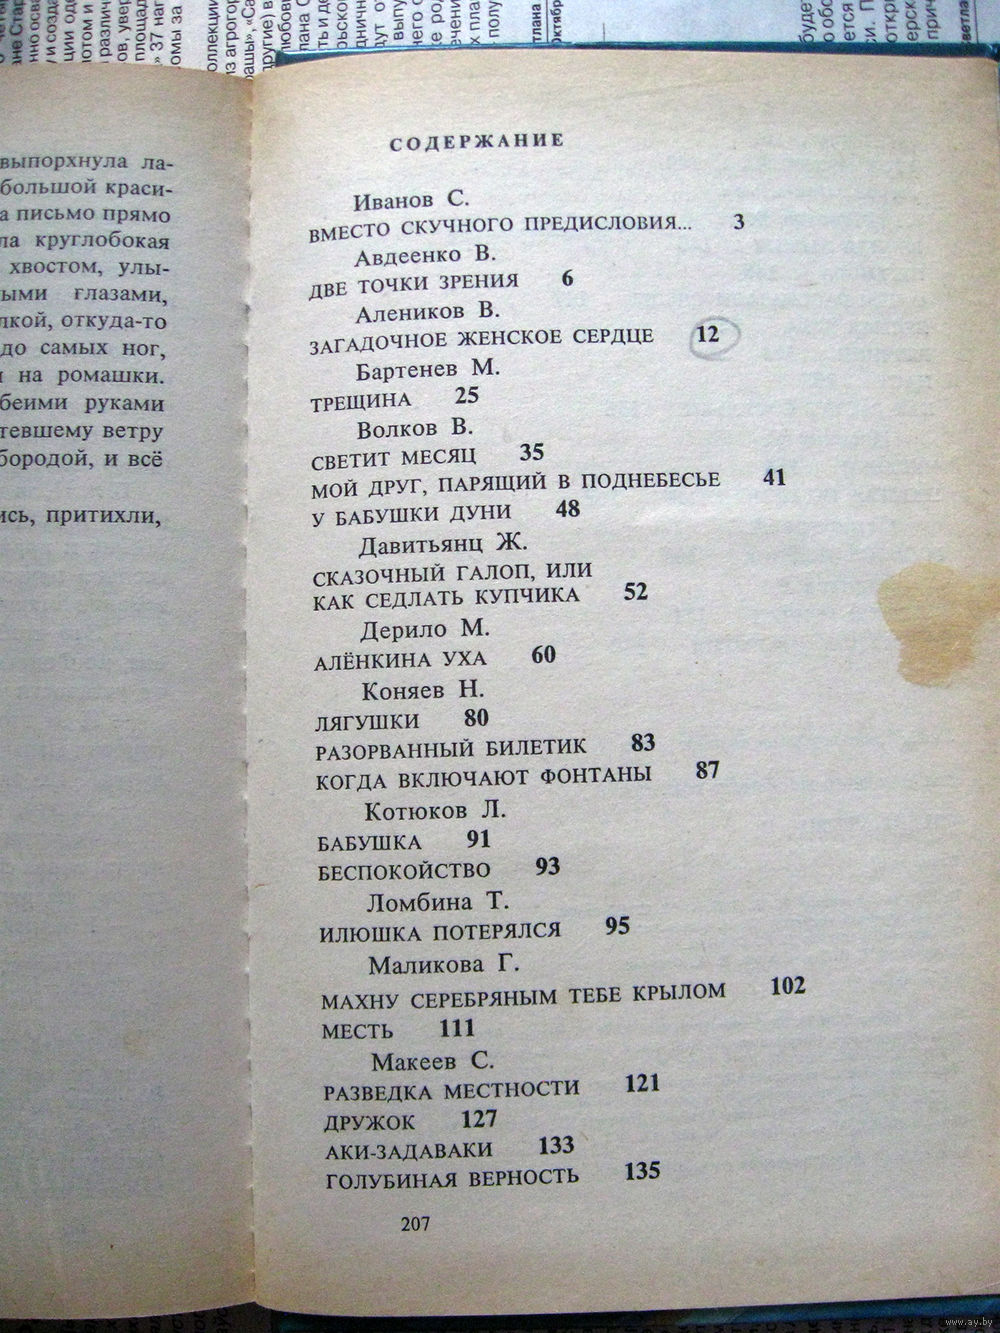 выпорхнула ла-
большой краси-
а письмо прямо
ла круглобокая
хвостом, улы-
ыми глазами,
лкой, откуда-то
до самых ног,
на ромашки.
беими руками
тевшему ветру
бородой, и всё
ись, притихли,
СОДЕРЖАНИЕ
Иванов С.
ВМЕСТО СКУЧНОГО ПРЕДИСЛОВИЯ... 3
Авдеенко В.
ДВЕ ТОЧКИ ЗРЕНИЯ 6
Алеников В.
ЗАГАДОЧНОЕ ЖЕНСКОЕ СЕРДЦЕ 12
Бартенев М.
ТРЕЩИНА 25
Волков В.
СВЕТИТ МЕСЯЦ 35
МОЙ ДРУГ, ПАРЯЩИЙ В ПОДНЕБЕСЬЕ 41
У БАБУШКИ ДУНИ 48
Давитьянц Ж.
СКАЗОЧНЫЙ ГАЛОП, ИЛИ
КАК СЕДЛАТЬ КУПЧИКА 52
Дерило М.
АЛЁНКИНА УХА 60
Коняев Н.
ЛЯГУШКИ 80
РАЗОРВАННЫЙ БИЛЕТИК 83
КОГДА ВКЛЮЧАЮТ ФОНТАНЫ 87
Котюков Л.
БАБУШКА 91
БЕСПОКОЙСТВО 93
Ломбина Т.
ИЛЮШКА ПОТЕРЯЛСЯ 95
Маликова Г.
МАХНУ СЕРЕБРЯНЫМ ТЕБЕ КРЫЛОМ 102
МЕСТЬ 111
Макеев С.
РАЗВЕДКА МЕСТНОСТИ 121
ДРУЖОК 127
АКИ-ЗАДАВАКИ 133
ГОЛУБИНАЯ ВЕРНОСТЬ 135
207
www.ay.by